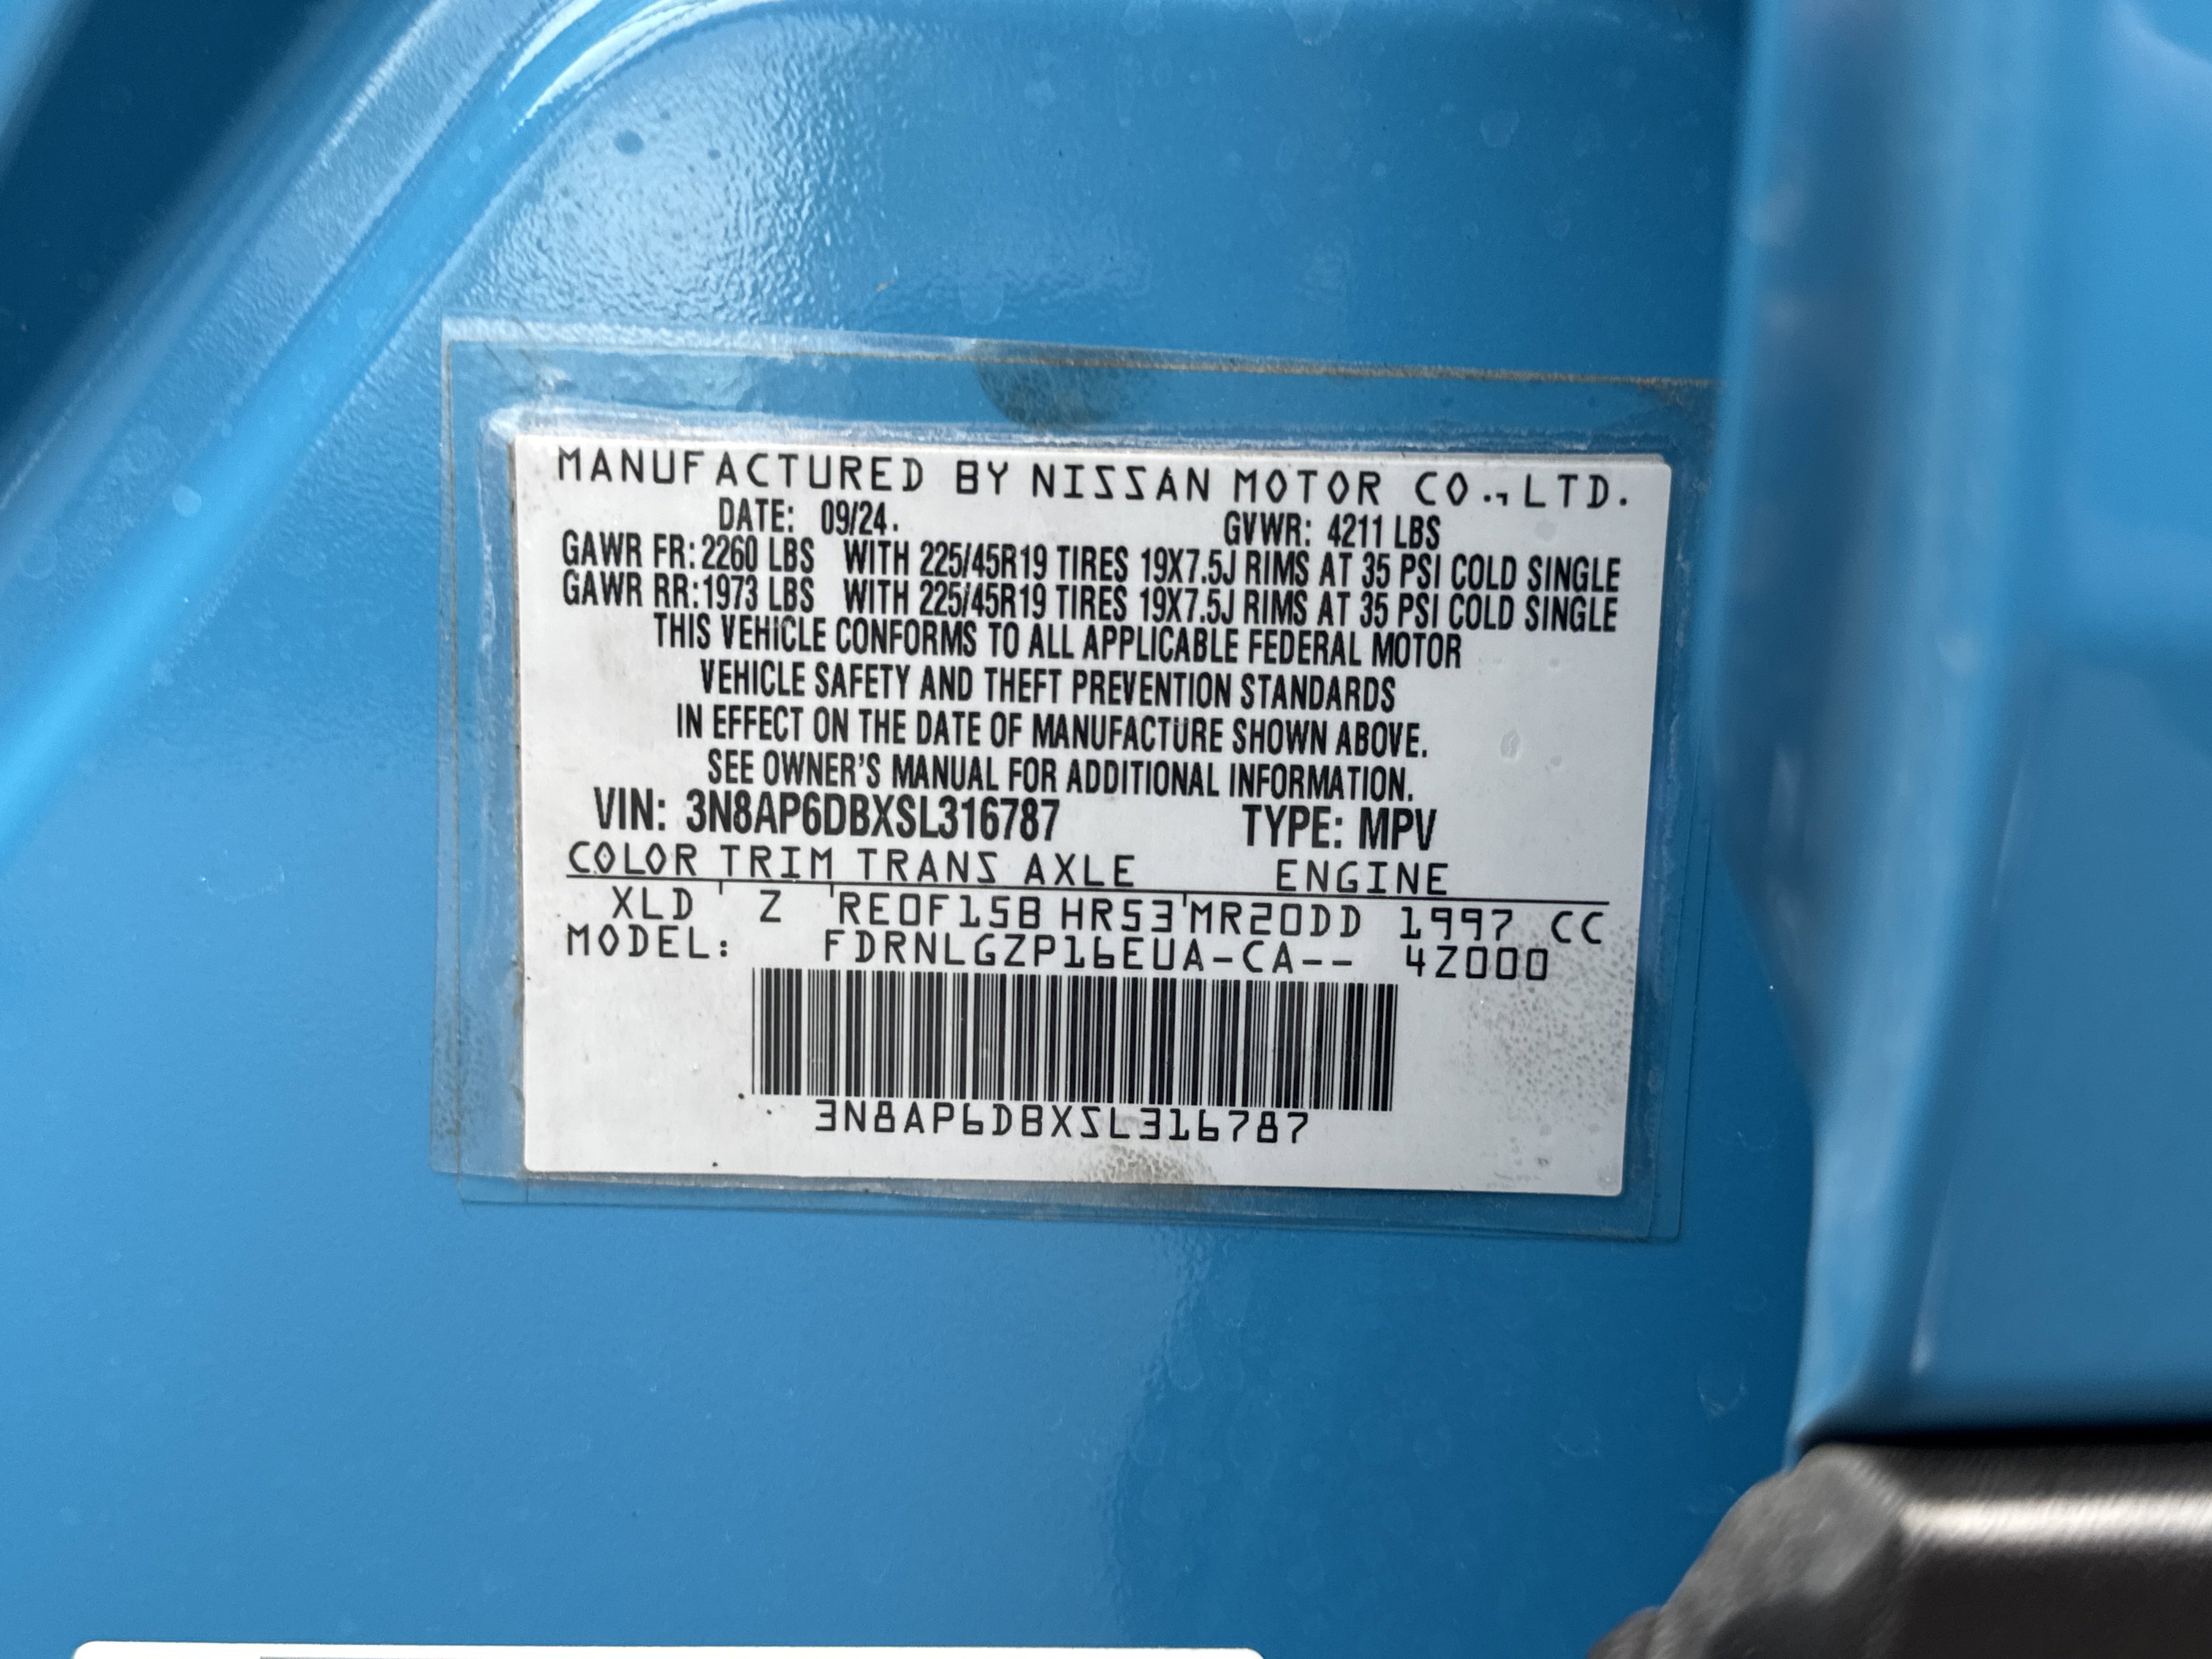 MANUFACTURED BY NISSAN MOTOR CO., LTD.
DATE: 09/24. GVWR: 4211 LBS
GAWR FR: 2260 LBS WITH 225/45R19 TIRES 19X7.5J RIMS AT 35 PSI COLD SINGLE
GAWR RR: 1973 LBS WITH 225/45R19 TIRES 19X7.5J RIMS AT 35 PSI COLD SINGLE
THIS VEHICLE CONFORMS TO ALL APPLICABLE FEDERAL MOTOR
VEHICLE SAFETY AND THEFT PREVENTION STANDARDS
IN EFFECT ON THE DATE OF MANUFACTURE SHOWN ABOVE.
SEE OWNER'S MANUAL FOR ADDITIONAL INFORMATION.
VIN: 3N8AP6DBXSL316787 TYPE: MPV
COLOR TRIM TRANS AXLE ENGINE
XLD Z RE0F15B HR53 MR20DD 1997 CC
MODEL: FDRNLGZP16EUA-CA-- 4Z000
3N8AP6DBXSL316787